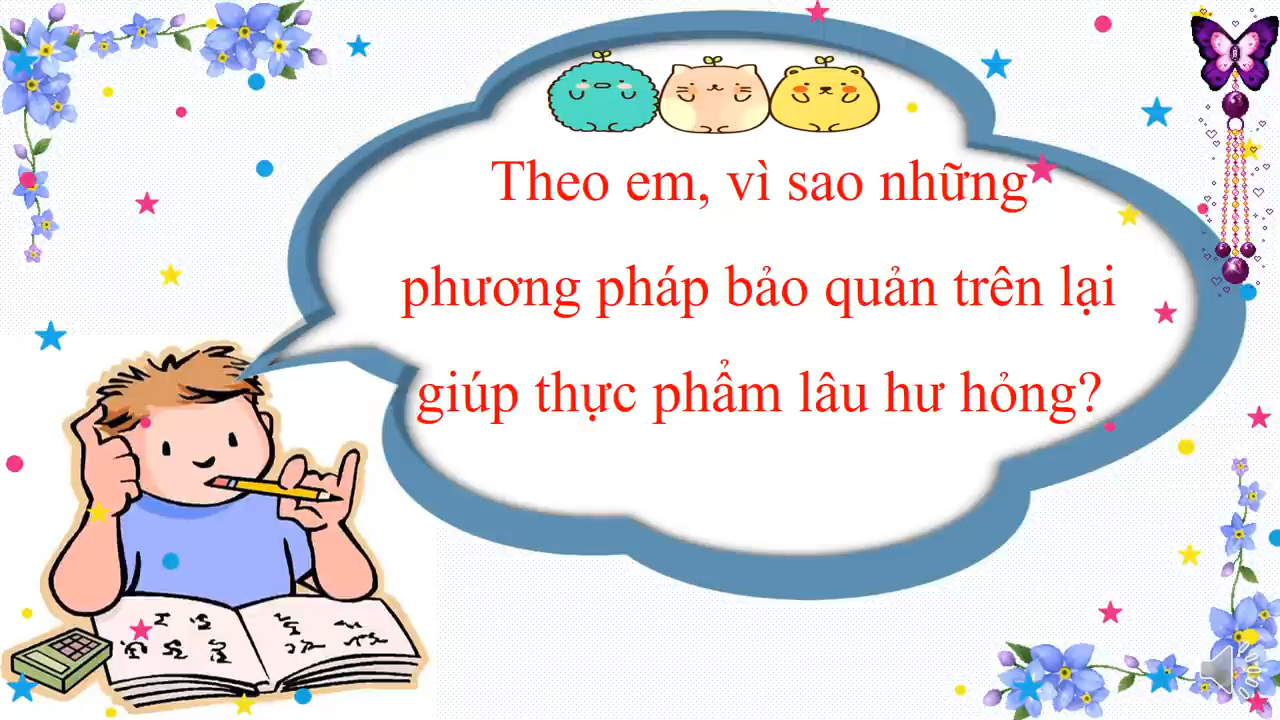 Theo em, vì sao những
phương pháp bảo quản trên lại
giúp thực phẩm lâu hư hỏng?